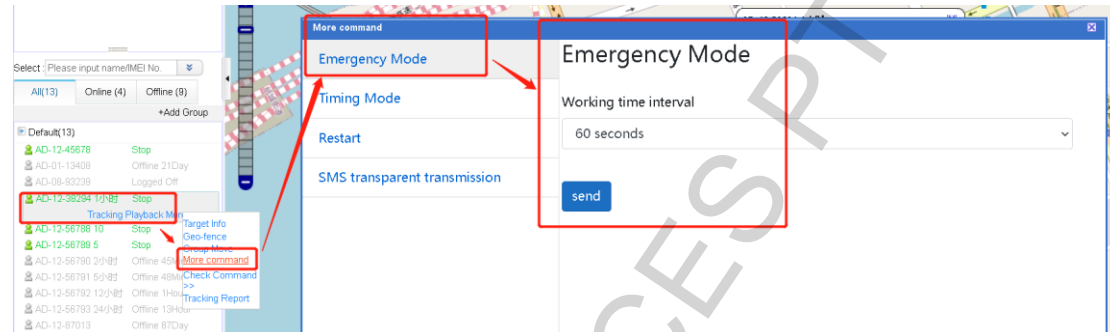 Select : Please input name/IMEI No.
All(13) Online (4) Offline (9)
+Add Group
Default(13)
AD-12-45678 Stop
AD-01-13408 Offline 21Day
AD-08-93239 Logged Off
AD-12-38294 1小时 Stop
Tracking Playback More
AD-12-56788 10 Stop
AD-12-56789 5 Stop
AD-12-56790 2小时 Offline
AD-12-56791 5小时 Offline
AD-12-56792 12小时 Offline
AD-12-56793 24小时 Offline 13Hour
AD-12-87013 Offline 87Day
Target Info
Geo-fence
Group Move
More command
Check Command
>>
Tracking Report
More command
Emergency Mode
Timing Mode
Restart
SMS transparent transmission
Emergency Mode
Working time interval
60 seconds
send
CES PT